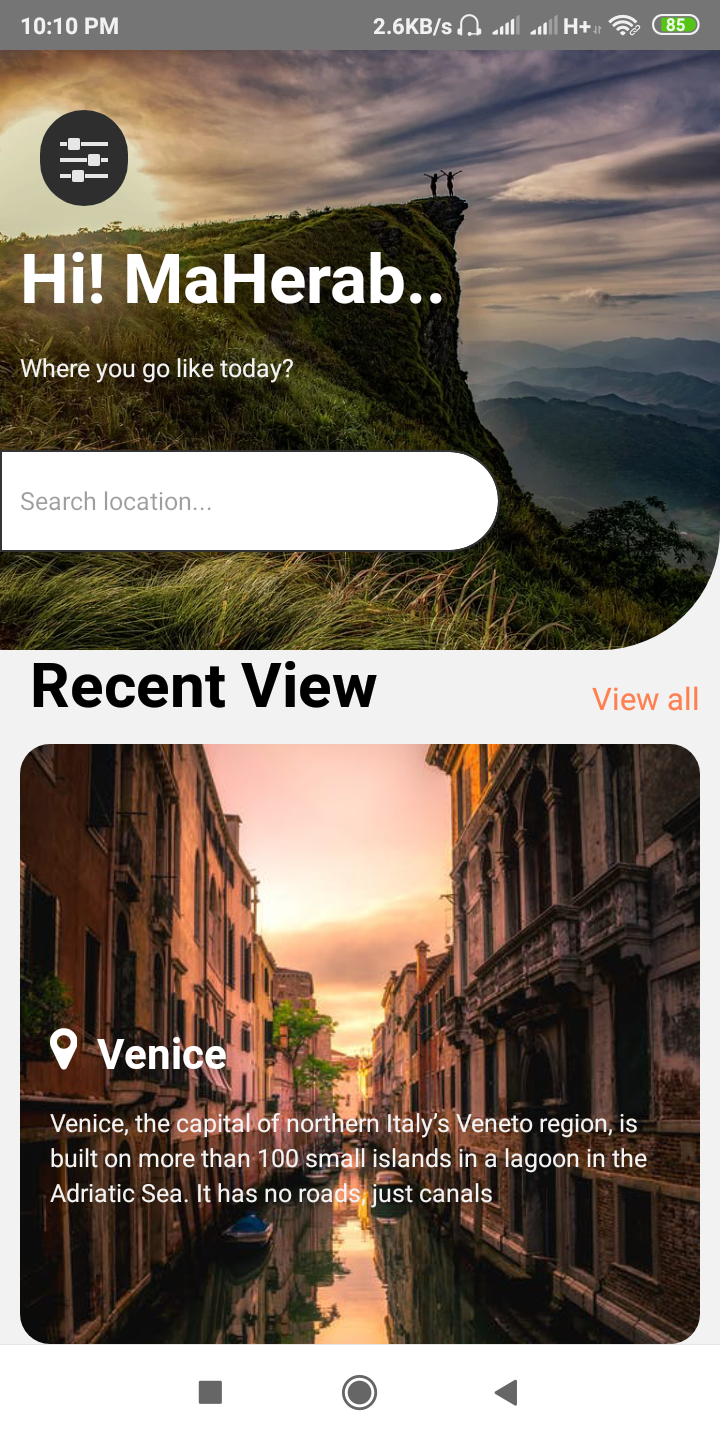 10:10 PM 2.6KB/s H+ 85
Hi! MaHerab..
Where you go like today?
Search location...
Recent View
View all
Venice
Venice, the capital of northern Italy's Veneto region, is
built on more than 100 small islands in a lagoon in the
Adriatic Sea. It has no roads, just canals